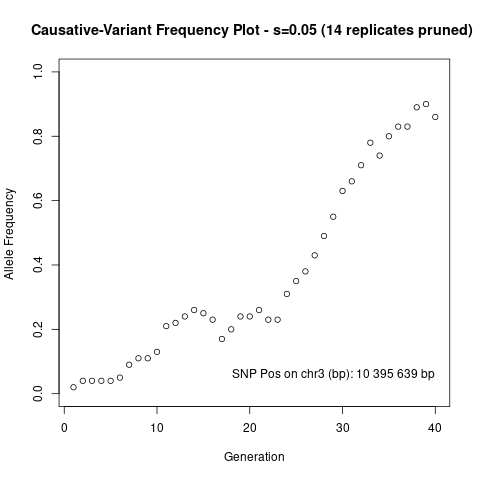 Causative-Variant Frequency Plot - s=0.05 (14 replicates pruned)
1.0
0.8
0.6
0.4
0.2
0.0
Allele Frequency
SNP Pos on chr3 (bp): 10 395 639 bp
0 10 20 30 40
Generation